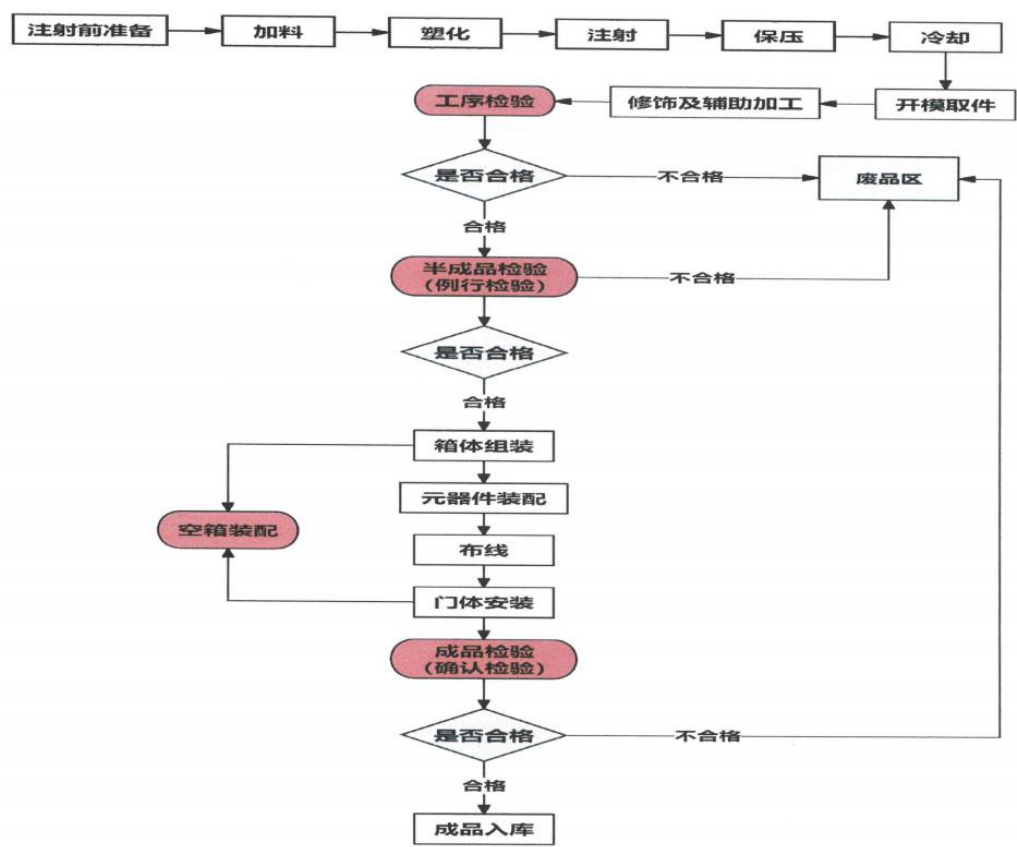 注射前准备
加料
塑化
注射
保压
冷却
开模取件
修饰及辅助加工
工序检验
是否合格
不合格
废品区
合格
半成品检验
(例行检验)
不合格
是否合格
合格
箱体组装
元器件装配
空箱装配
布线
门体安装
成品检验
(确认检验)
是否合格
不合格
合格
成品入库